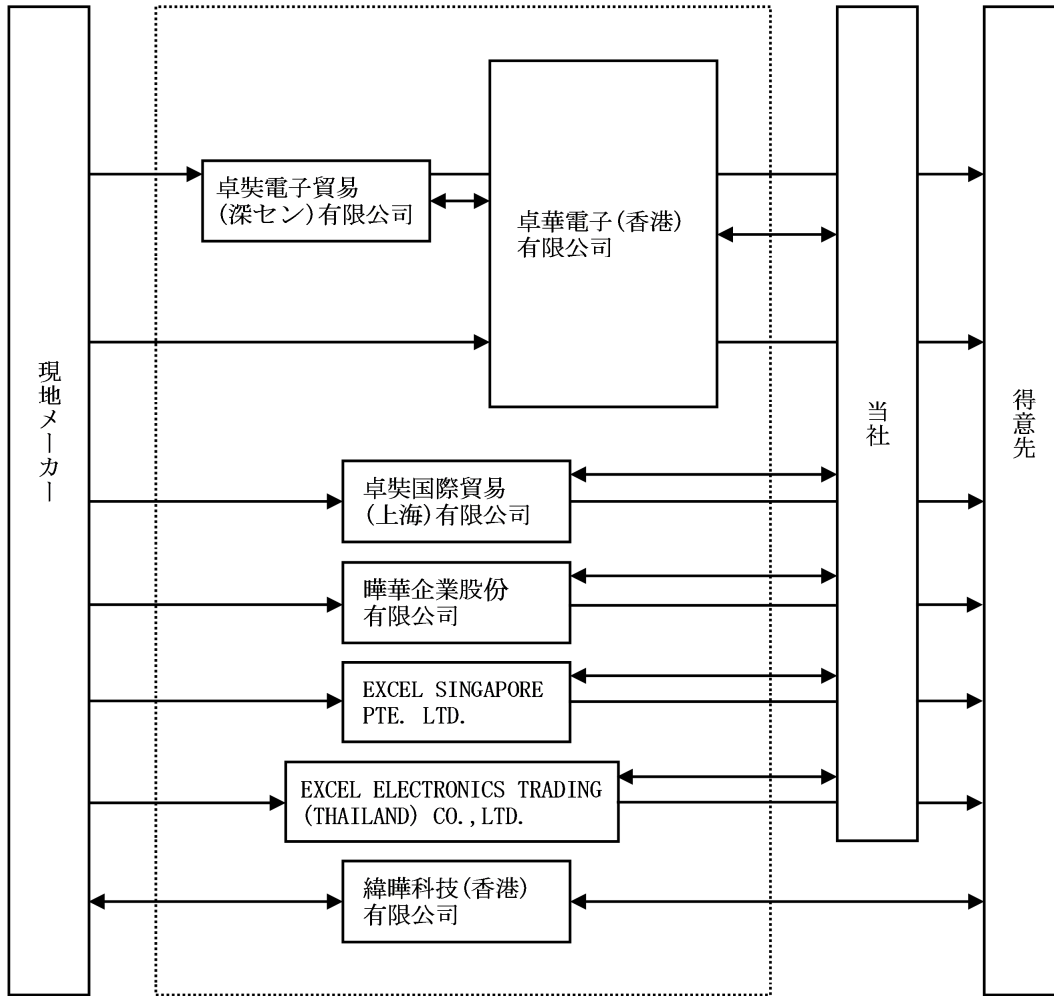 現地メーカー
卓奘電子貿易
(深セン)有限公司
卓華電子(香港)
有限公司
卓奘国際貿易
(上海)有限公司
曄華企業股份
有限公司
EXCEL SINGAPORE
PTE. LTD.
EXCEL ELECTRONICS TRADING
(THAILAND) CO.,LTD.
緯曄科技(香港)
有限公司
当社
得意先